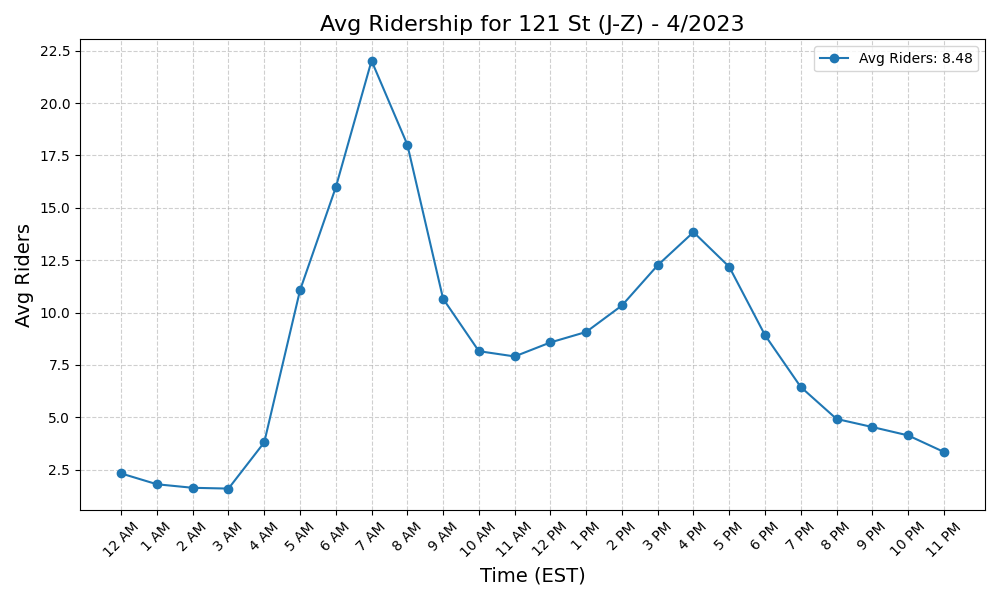 Avg Ridership for 121 St (J-Z) - 4/2023
Avg Riders: 8.48
Avg Riders
22.5
20.0
17.5
15.0
12.5
10.0
7.5
5.0
2.5
12 AM
1 AM
2 AM
3 AM
4 AM
5 AM
6 AM
7 AM
8 AM
9 AM
10 AM
11 AM
12 PM
1 PM
2 PM
3 PM
4 PM
5 PM
6 PM
7 PM
8 PM
9 PM
10 PM
11 PM
Time (EST)